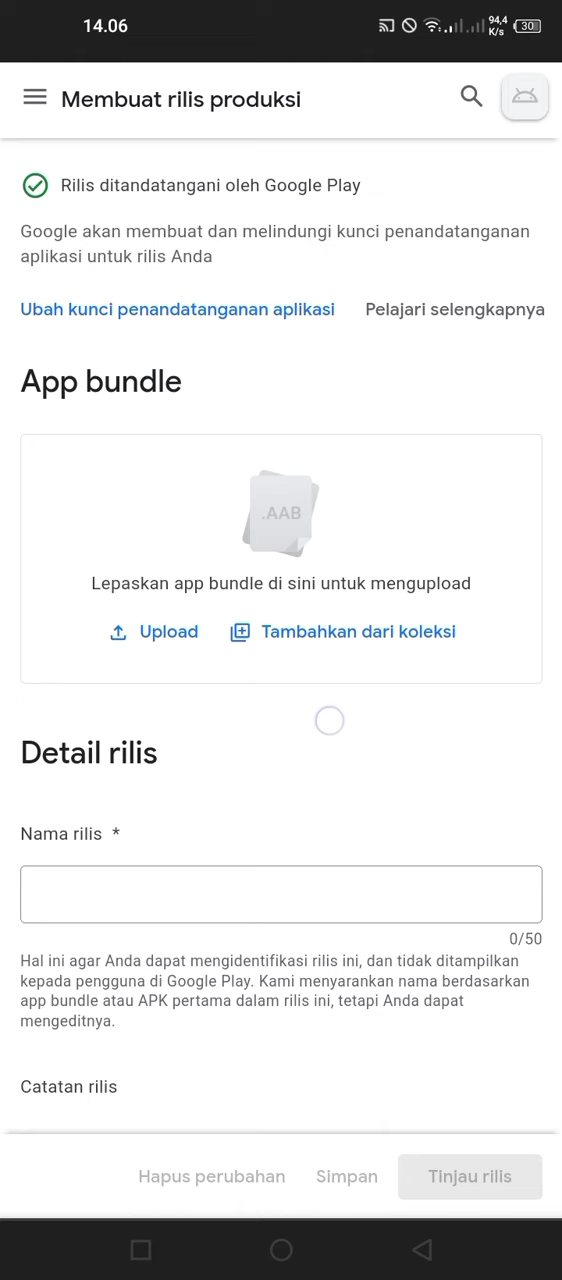 14.06
94,4
K/s
30
Membuat rilis produksi
Rilis ditandatangani oleh Google Play
Google akan membuat dan melindungi kunci penandatanganan
aplikasi untuk rilis Anda
Ubah kunci penandatanganan aplikasi Pelajari selengkapnya
App bundle
.AAB
Lepaskan app bundle di sini untuk mengupload
Upload Tambahkan dari koleksi
Detail rilis
Nama rilis *
0/50
Hal ini agar Anda dapat mengidentifikasi rilis ini, dan tidak ditampilkan
kepada pengguna di Google Play. Kami menyarankan nama berdasarkan
app bundle atau APK pertama dalam rilis ini, tetapi Anda dapat
mengeditnya.
Catatan rilis
Hapus perubahan Simpan Tinjau rilis